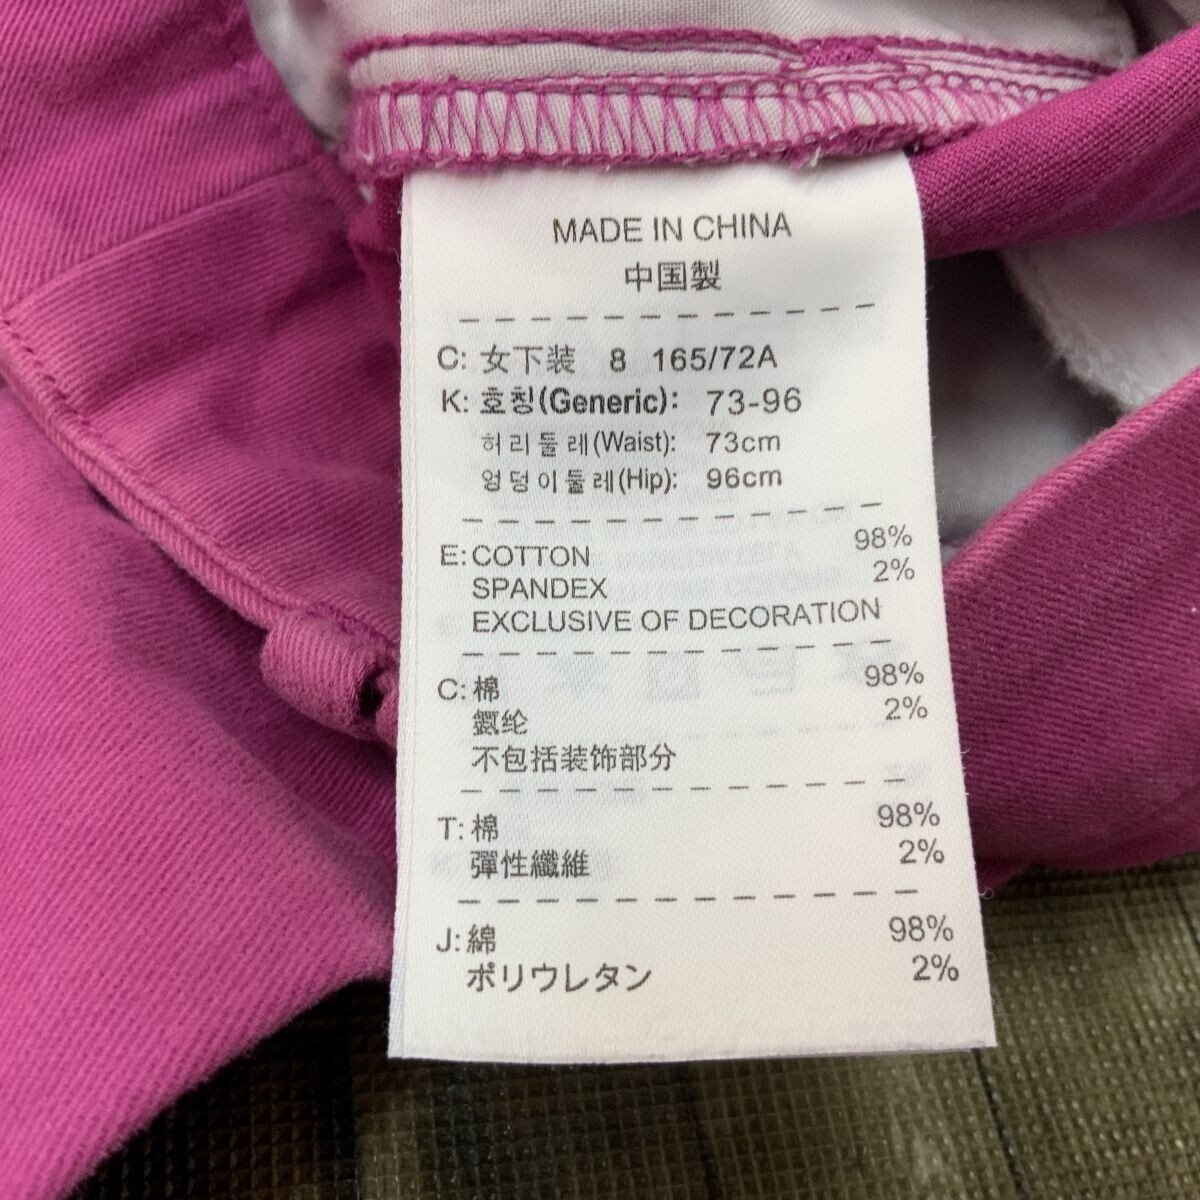 MADE IN CHINA
中国製
C: 女下装 8 165/72A
K: 호칭(Generic): 73-96
허리둘레(Waist): 73cm
엉덩이둘레(Hip): 96cm
E: COTTON 98%
SPANDEX 2%
EXCLUSIVE OF DECORATION
C: 棉 98%
氨纶 2%
不包括装饰部分
T: 棉 98%
彈性纖維 2%
J: 綿 98%
ポリウレタン 2%